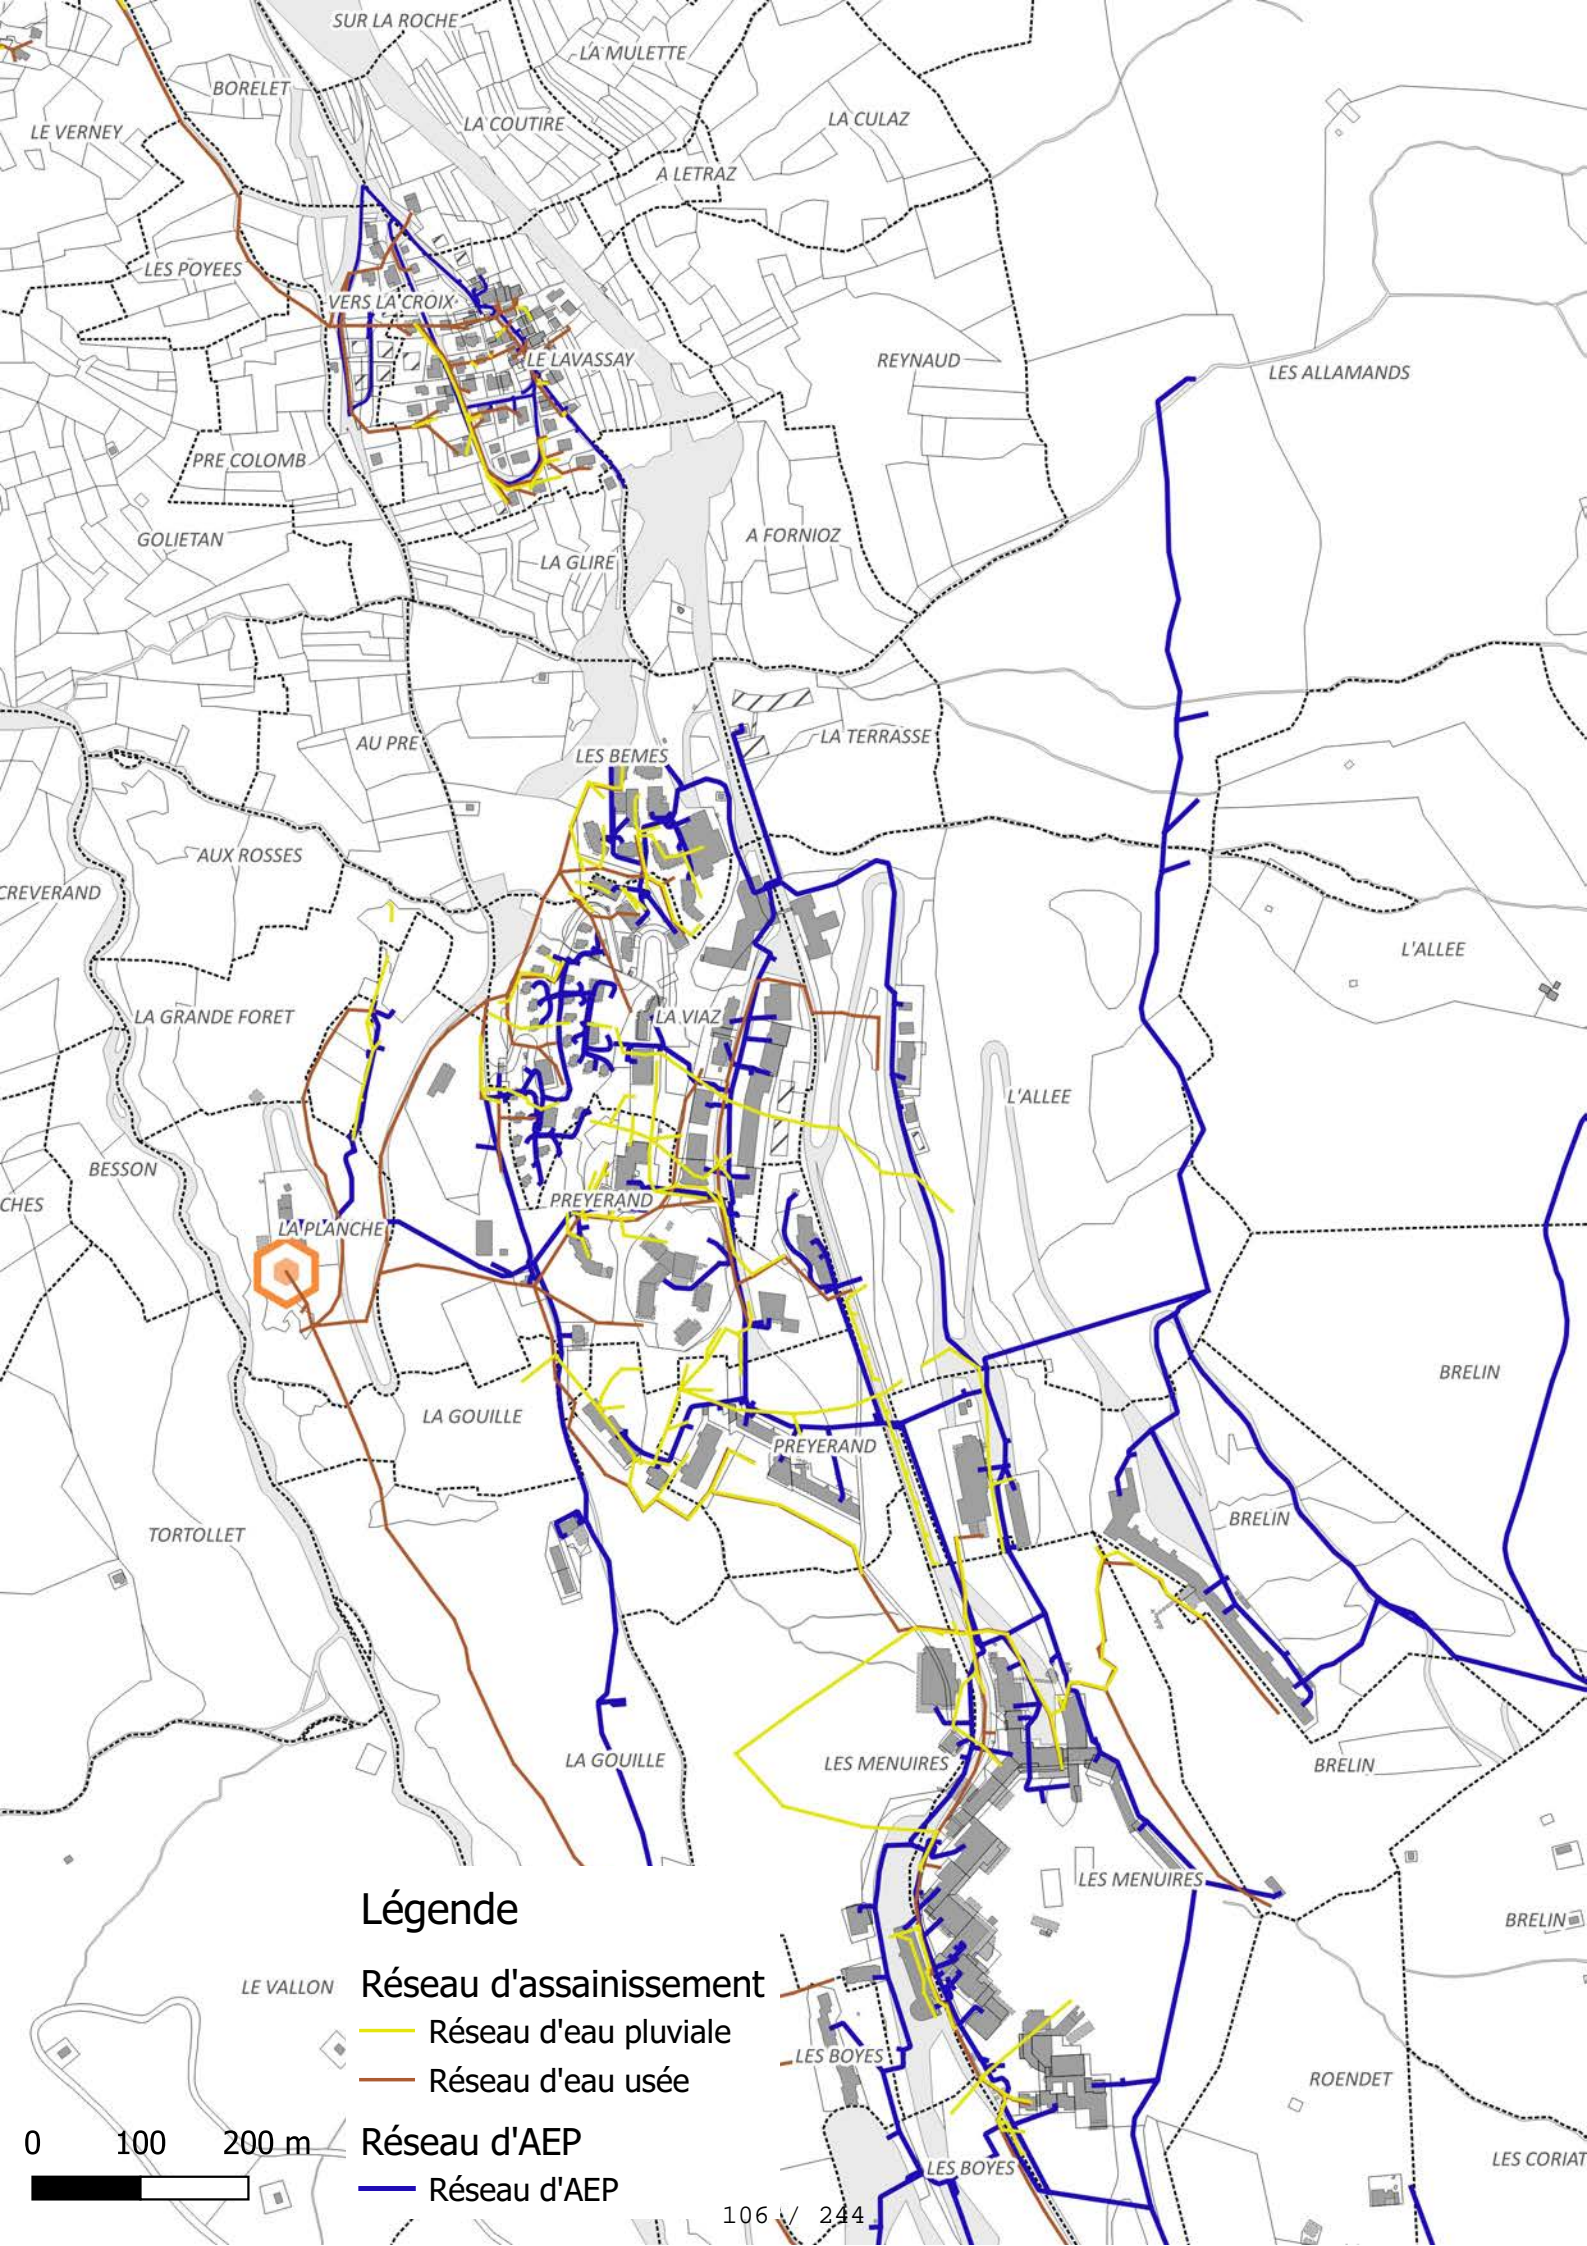 SUR LA ROCHE
LA MULETTE
BORELET
LA COUTIRE
LA CULAZ
LE VERNEY
A LETRAZ
LES POYEES
VERS LA CROIX
LE LAVASSAY
REYNAUD
LES ALLAMANDS
PRE COLOMB
GOLIETAN
A FORNIOZ
LA GLIRE
AU PRE
LES BEMES
LA TERRASSE
AUX ROSSES
CREVERAND
L'ALLEE
LA GRANDE FORET
LA VIAZ
L'ALLEE
BESSON
CHES
PREYERAND
LA PLANCHE
BRELIN
LA GOUILLE
PREYERAND
TORTOLLET
BRELIN
LA GOUILLE
LES MENUIRES
BRELIN
LES MENUIRES
BRELIN
LE VALLON
LES BOYES
ROENDET
LES CORIAT
LES BOYES
Légende
Réseau d'assainissement
Réseau d'eau pluviale
Réseau d'eau usée
Réseau d'AEP
Réseau d'AEP
0 100 200 m
106 / 244